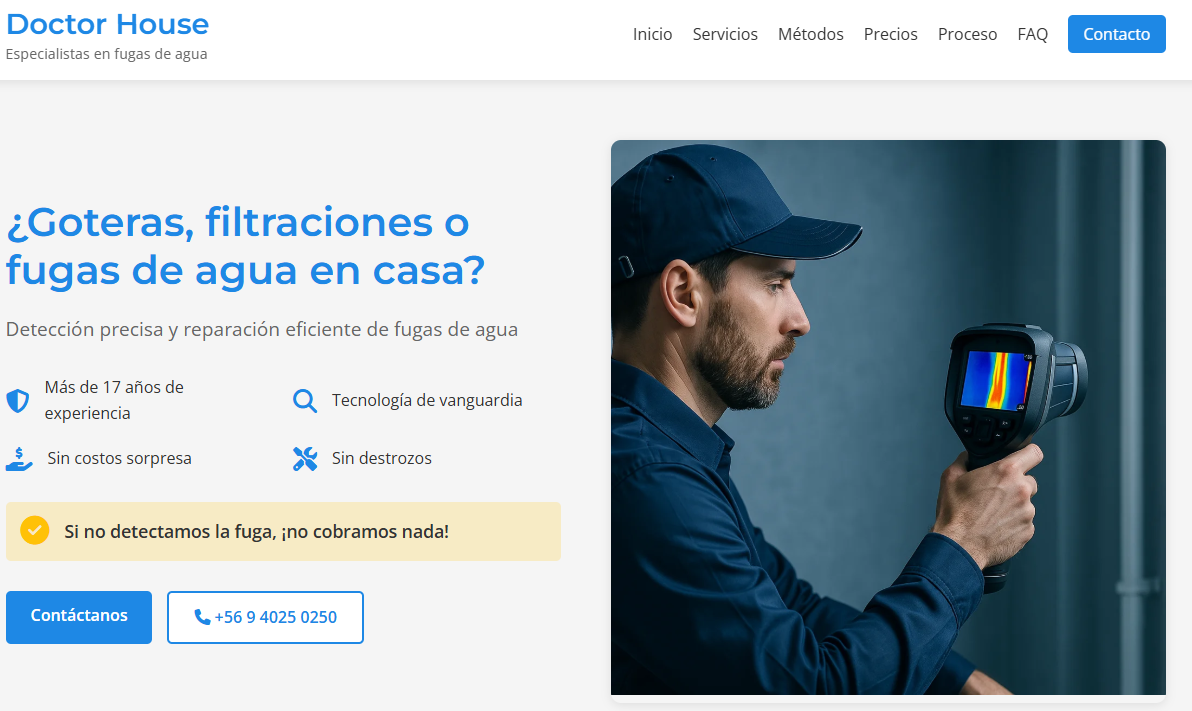 Doctor House
Especialistas en fugas de agua
Inicio
Servicios
Métodos
Precios
Proceso
FAQ
Contacto
¿Goteras, filtraciones o
fugas de agua en casa?
Detección precisa y reparación eficiente de fugas de agua
Más de 17 años de
experiencia
Tecnología de vanguardia
Sin costos sorpresa
Sin destrozos
Si no detectamos la fuga, ¡no cobramos nada!
Contáctanos
+56 9 4025 0250